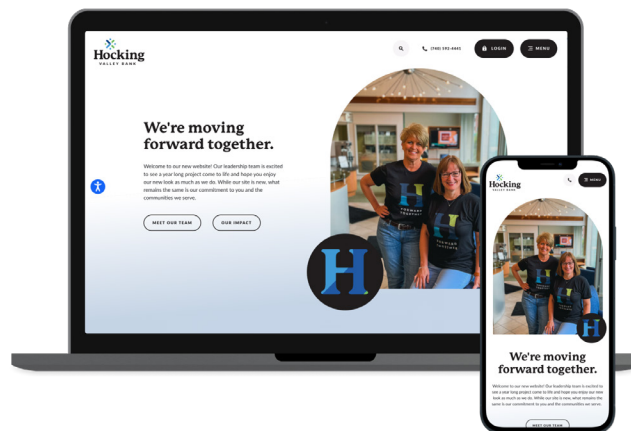 Hocking
VALLEY BANK
(740) 592-4441
LOGIN
MENU
We're moving
forward together.
Welcome to our new website! Our leadership team is excited
to see a year long project come to life and hope you enjoy
our new look as much as we do. While our site is new, what
remains the same is our commitment to you and the
communities we serve.
MEET OUR TEAM
OUR IMPACT
H
FORWARD
TOGETHER
H
FORWARD
TOGETHER
H
Hocking
VALLEY BANK
MENU
H
We're moving
forward together.
Welcome to our new website! Our leadership team is excited to
see a year long project come to life and hope you enjoy our new
look as much as we do. While our site is new, what remains the
same is our commitment to you and the communities we serve.
MEET OUR TEAM